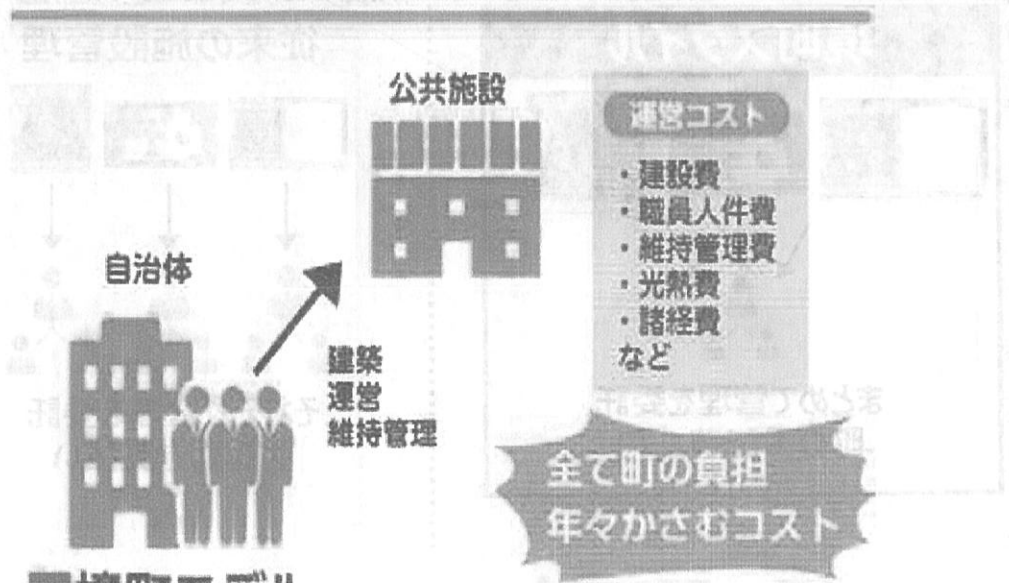 公共施設
運営コスト
・建設費
・職員人件費
・維持管理費
・光熱費
・諸経費
など
自治体
建築
運営
維持管理
全て町の負担
年々かさむコスト